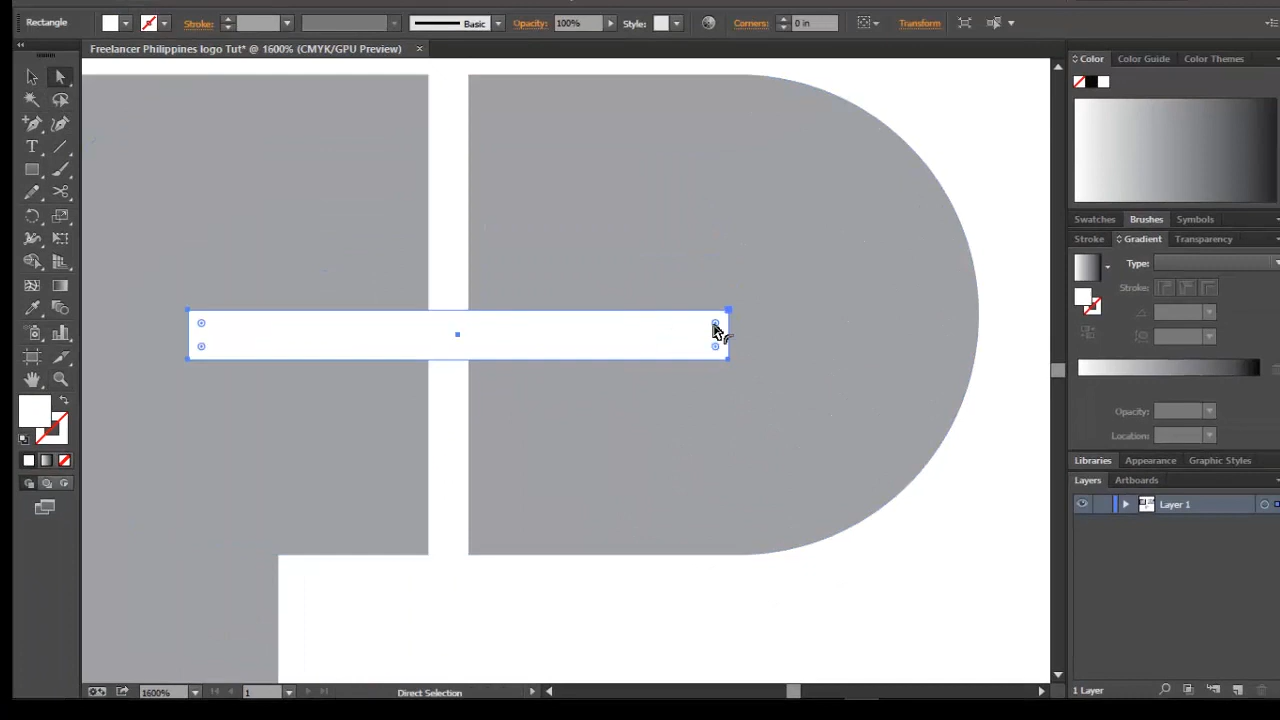 Rectangle Stroke: Basic Opacity: 100% Style: Corners: 0 in Transform
Freelancer Philippines logo Tut* @ 1600% (CMYK/GPU Preview) ×
Color Color Guide Color Themes
T
Swatches Brushes Symbols
Stroke Gradient Transparency
Type:
Stroke:
Opacity:
Location:
Libraries Appearance Graphic Styles
Layers Artboards
Layer 1
1600% 1 Direct Selection
1 Layer